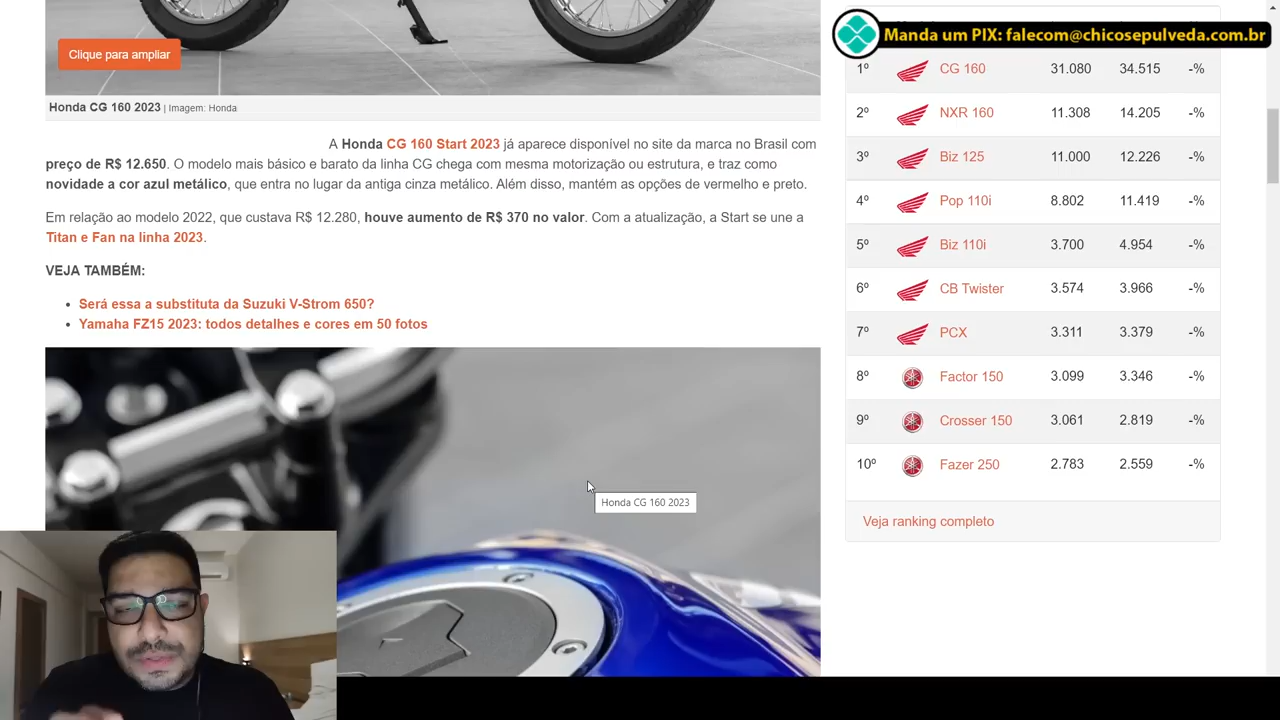 Manda um PIX: falecom@chicosepulveda.com.br
Clique para ampliar
Honda CG 160 2023 | Imagem: Honda
A Honda CG 160 Start 2023 já aparece disponível no site da marca no Brasil com
preço de R$ 12.650. O modelo mais básico e barato da linha CG chega com mesma motorização ou estrutura, e traz como
novidade a cor azul metálico, que entra no lugar da antiga cinza metálico. Além disso, mantém as opções de vermelho e preto.
Em relação ao modelo 2022, que custava R$ 12.280, houve aumento de R$ 370 no valor. Com a atualização, a Start se une a
Titan e Fan na linha 2023.
VEJA TAMBÉM:
• Será essa a substituta da Suzuki V-Strom 650?
• Yamaha FZ15 2023: todos detalhes e cores em 50 fotos
Honda CG 160 2023
1º CG 160 31.080 34.515 -%
2º NXR 160 11.308 14.205 -%
3º Biz 125 11.000 12.226 -%
4º Pop 110i 8.802 11.419 -%
5º Biz 110i 3.700 4.954 -%
6º CB Twister 3.574 3.966 -%
7º PCX 3.311 3.379 -%
8º Factor 150 3.099 3.346 -%
9º Crosser 150 3.061 2.819 -%
10º Fazer 250 2.783 2.559 -%
Veja ranking completo